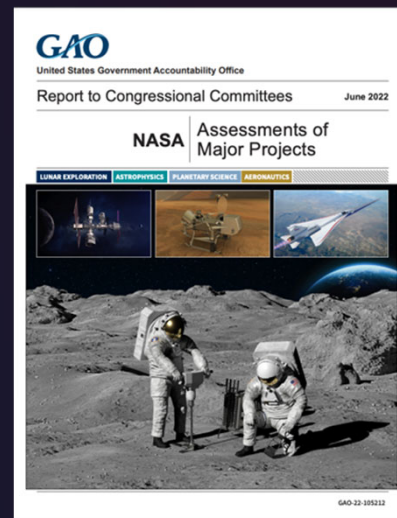 GAO
United States Government Accountability Office
Report to Congressional Committees
June 2022
NASA
Assessments of
Major Projects
LUNAR EXPLORATION
ASTROPHYSICS
PLANETARY SCIENCE
AERONAUTICS
GAO-22-105212